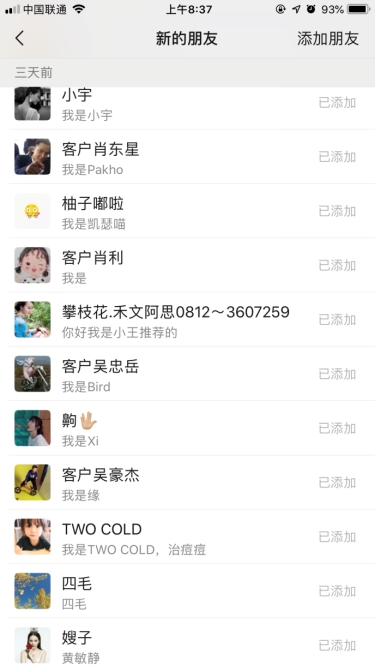 中国联通 上午8:37 93%
新的朋友 添加朋友
三天前
小宇
我是小宇
已添加
客户肖东星
我是Pakho
已添加
柚子嘟啦
我是凯瑟喵
已添加
客户肖利
我是
已添加
攀枝花.禾文阿思0812～3607259
你好我是小王推荐的
已添加
客户吴忠岳
我是Bird
已添加
齁🖖🏼
我是Xi
已添加
客户吴豪杰
我是缘
已添加
TWO COLD
我是TWO COLD，治痘痘
已添加
四毛
四毛
已添加
嫂子
黄敏静
已添加